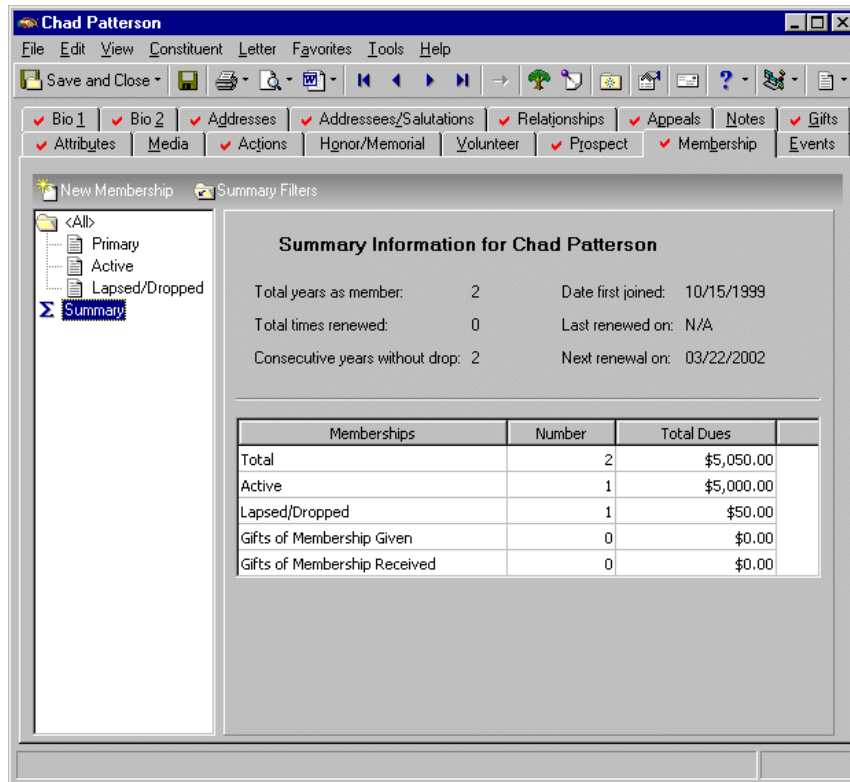 Chad Patterson
File Edit View Constituent Letter Favorites Tools Help
Save and Close
Bio 1 Bio 2 Addresses Addressees/Salutations Relationships Appeals Notes Gifts
Attributes Media Actions Honor/Memorial Volunteer Prospect Membership Events
New Membership Summary Filters
<All>
Primary
Active
Lapsed/Dropped
Σ Summary
Summary Information for Chad Patterson
Total years as member: 2 Date first joined: 10/15/1999
Total times renewed: 0 Last renewed on: N/A
Consecutive years without drop: 2 Next renewal on: 03/22/2002
Memberships Number Total Dues
Total 2 $5,050.00
Active 1 $5,000.00
Lapsed/Dropped 1 $50.00
Gifts of Membership Given 0 $0.00
Gifts of Membership Received 0 $0.00